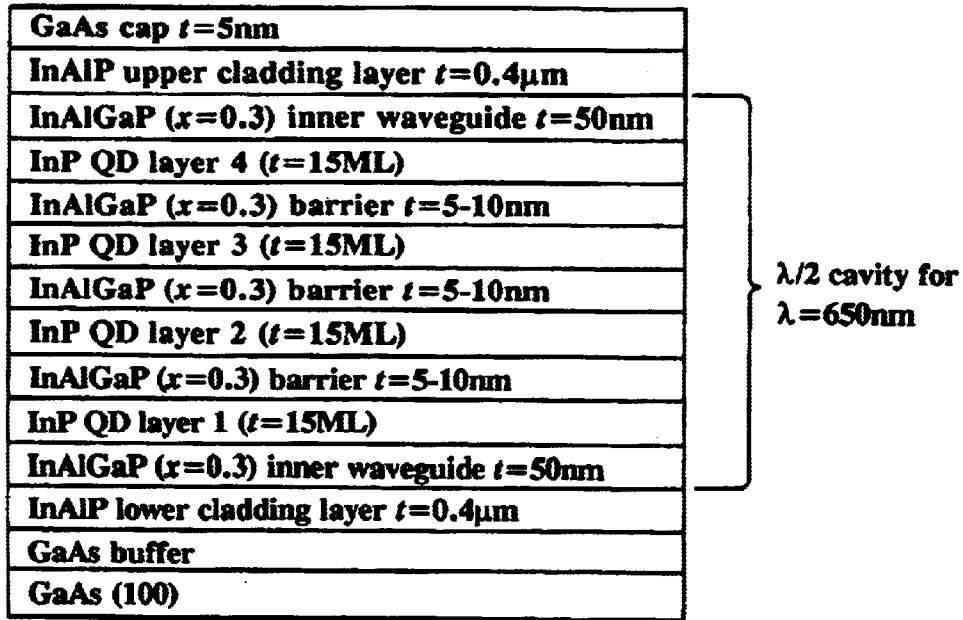 GaAs cap t=5nm
InAlP upper cladding layer t=0.4μm
InAlGaP (x=0.3) inner waveguide t=50nm
InP QD layer 4 (t=15ML)
InAlGaP (x=0.3) barrier t=5-10nm
InP QD layer 3 (t=15ML)
InAlGaP (x=0.3) barrier t=5-10nm
InP QD layer 2 (t=15ML)
InAlGaP (x=0.3) barrier t=5-10nm
InP QD layer 1 (t=15ML)
InAlGaP (x=0.3) inner waveguide t=50nm
InAlP lower cladding layer t=0.4μm
GaAs buffer
GaAs (100)
λ/2 cavity for
λ=650nm